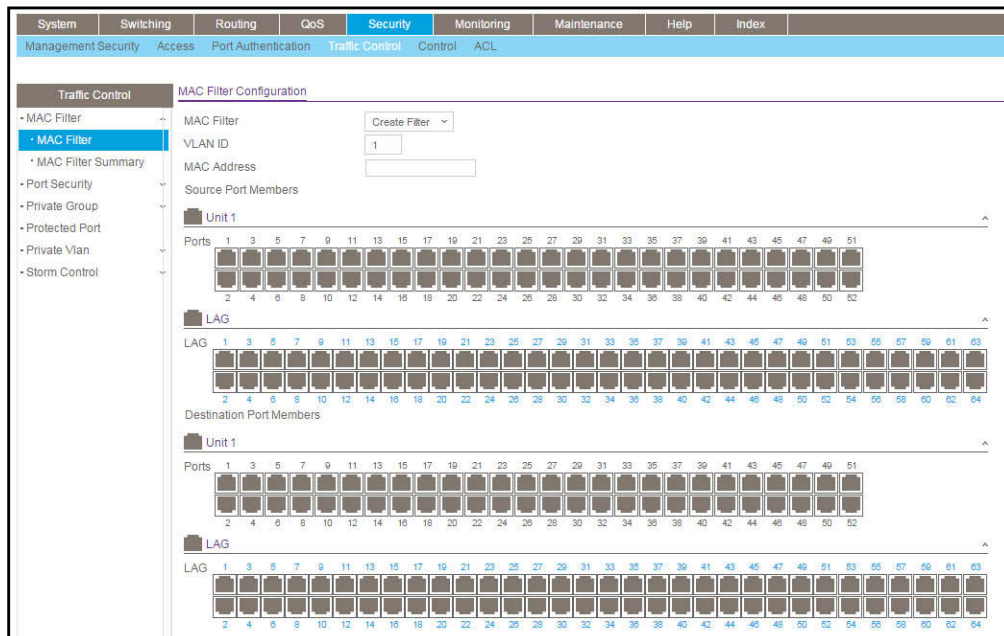 System Switching Routing QoS Security Monitoring Maintenance Help Index
Management Security Access Port Authentication Traffic Control Control ACL
Traffic Control
MAC Filter
MAC Filter
MAC Filter Summary
Port Security
Private Group
Protected Port
Private Vlan
Storm Control
MAC Filter Configuration
MAC Filter Create Filter
VLAN ID 1
MAC Address
Source Port Members
Unit 1
Ports 1 3 5 7 9 11 13 15 17 19 21 23 25 27 29 31 33 35 37 39 41 43 45 47 49 51
2 4 6 8 10 12 14 16 18 20 22 24 26 28 30 32 34 36 38 40 42 44 46 48 50 52
LAG
LAG 1 3 5 7 9 11 13 15 17 19 21 23 25 27 29 31 33 35 37 39 41 43 45 47 49 51 53 55 57 59 61 63
2 4 6 8 10 12 14 16 18 20 22 24 26 28 30 32 34 36 38 40 42 44 46 48 50 52 54 56 58 60 62 64
Destination Port Members
Unit 1
Ports 1 3 5 7 9 11 13 15 17 19 21 23 25 27 29 31 33 35 37 39 41 43 45 47 49 51
2 4 6 8 10 12 14 16 18 20 22 24 26 28 30 32 34 36 38 40 42 44 46 48 50 52
LAG
LAG 1 3 5 7 9 11 13 15 17 19 21 23 25 27 29 31 33 35 37 39 41 43 45 47 49 51 53 55 57 59 61 63
2 4 6 8 10 12 14 16 18 20 22 24 26 28 30 32 34 36 38 40 42 44 46 48 50 52 54 56 58 60 62 64